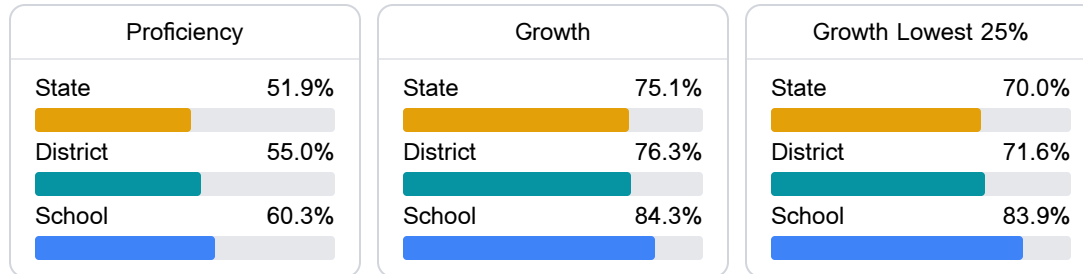 Proficiency
State 51.9%
District 55.0%
School 60.3%
Growth
State 75.1%
District 76.3%
School 84.3%
Growth Lowest 25%
State 70.0%
District 71.6%
School 83.9%